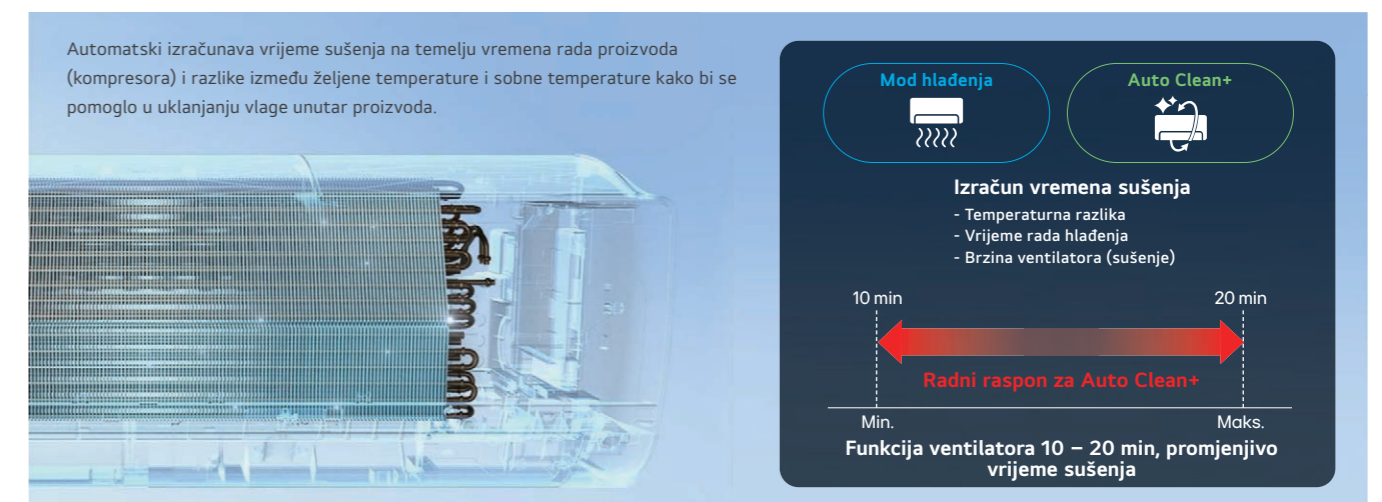 Automatski izračunava vrijeme sušenja na temelju vremena rada proizvoda
(kompresora) i razlike između željene temperature i sobne temperature kako bi se
pomoglo u uklanjanju vlage unutar proizvoda.
Mod hlađenja
Auto Clean+
Izračun vremena sušenja
- Temperaturna razlika
- Vrijeme rada hlađenja
- Brzina ventilatora (sušenje)
10 min
20 min
Radni raspon za Auto Clean+
Min.
Maks.
Funkcija ventilatora 10 – 20 min, promjenjivo
vrijeme sušenja